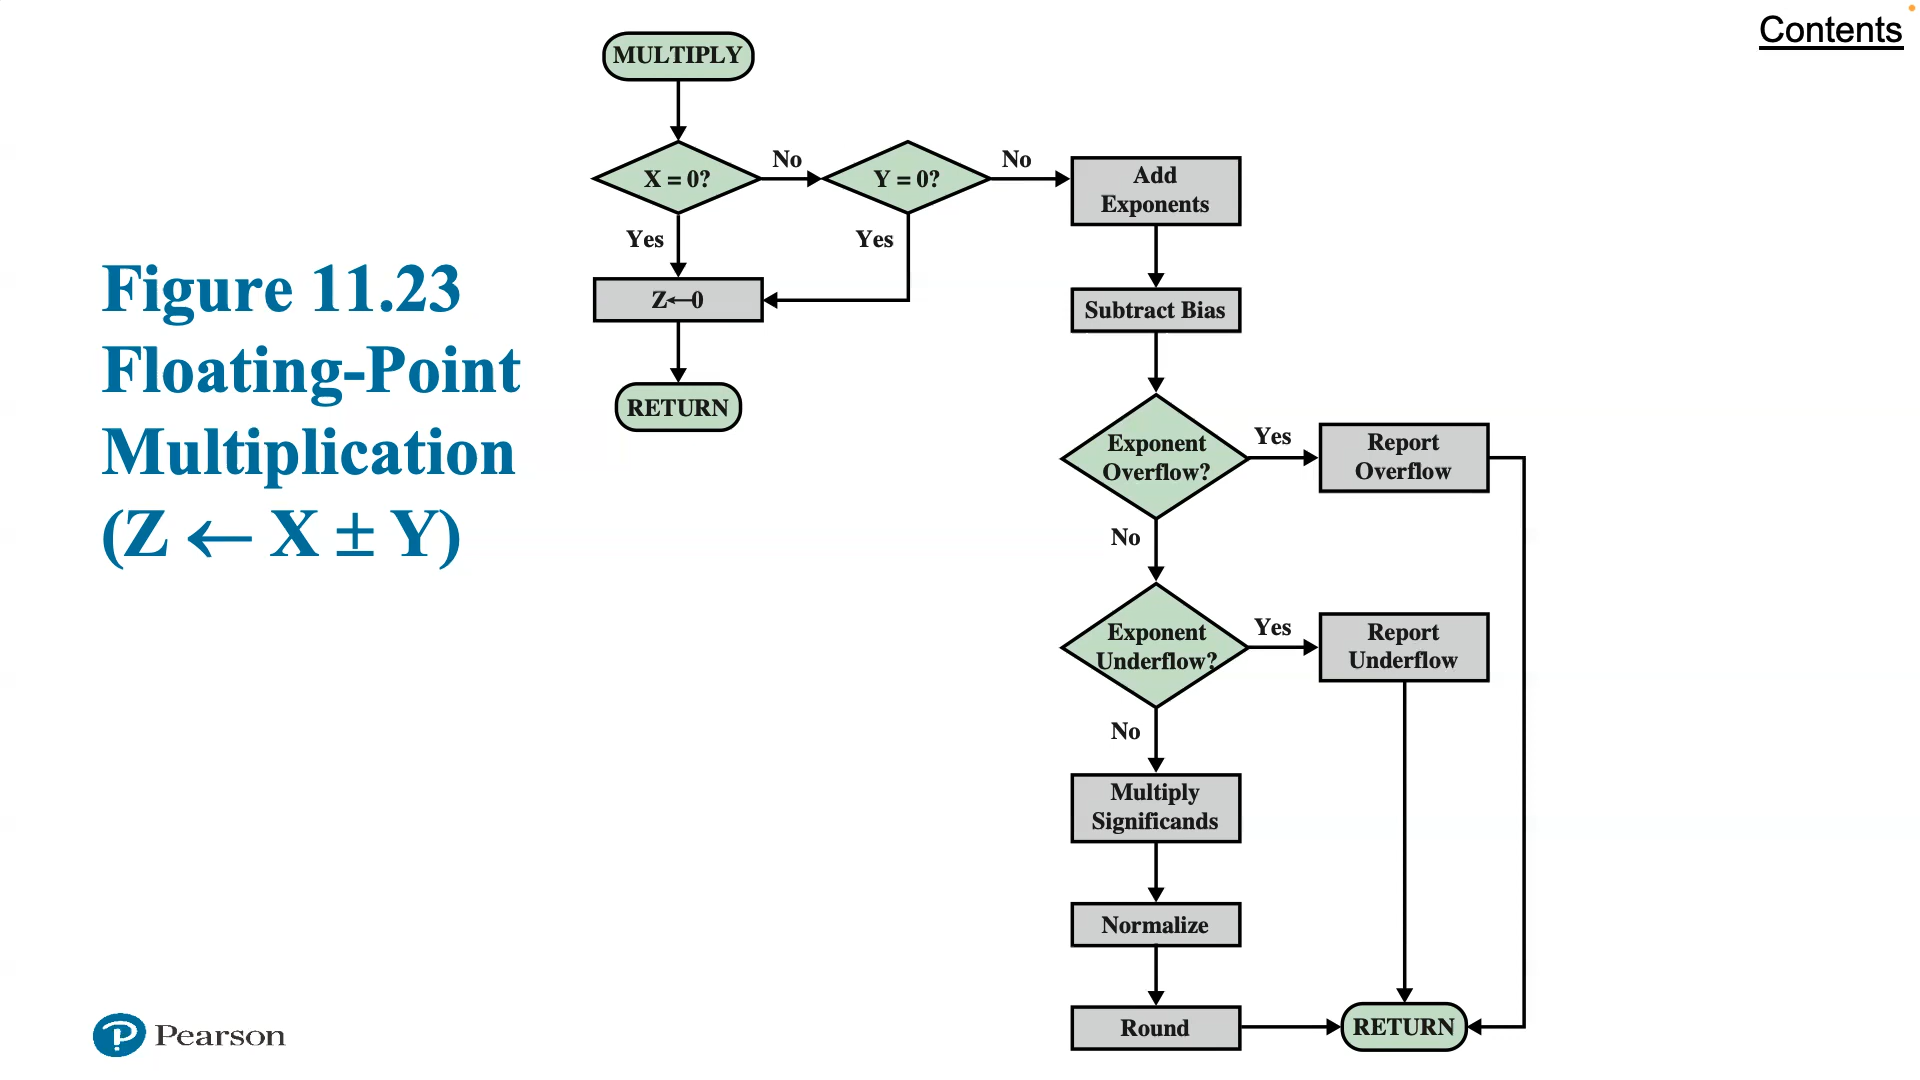 Contents
Figure 11.23
Floating-Point
Multiplication
(Z ← X ± Y)
MULTIPLY
X = 0?
No
Y = 0?
No
Add
Exponents
Yes
Yes
Z←0
RETURN
Subtract Bias
Exponent
Overflow?
Yes
Report
Overflow
No
Exponent
Underflow?
Yes
Report
Underflow
No
Multiply
Significands
Normalize
Round
RETURN
Pearson